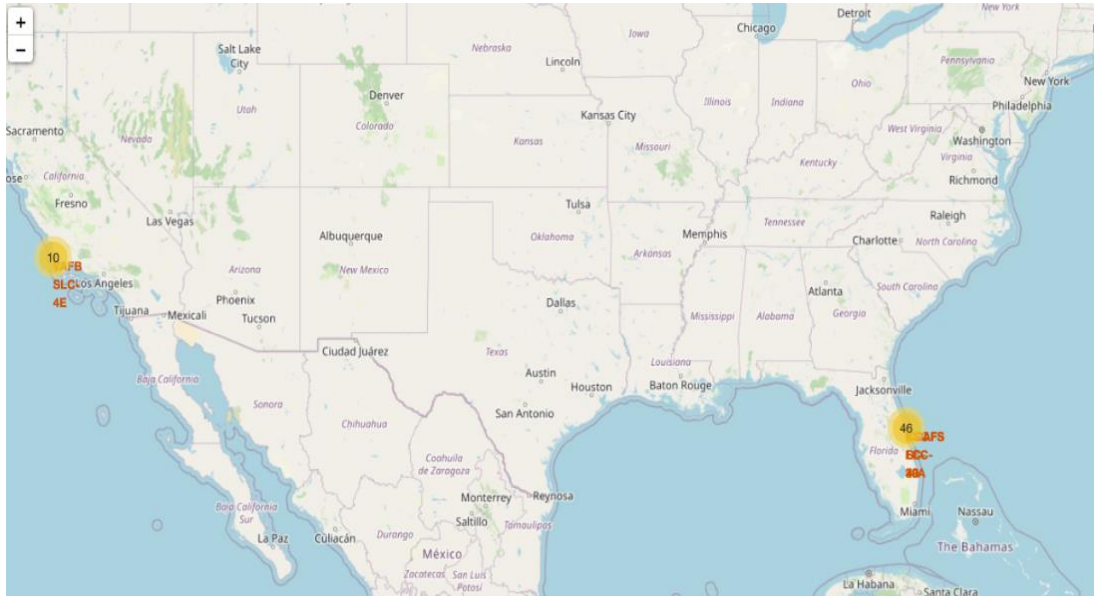 +
−
Detroit
New York
Chicago
Iowa
Nebraska
Salt Lake
City
Lincoln
Pennsylvania
New York
Utah
Denver
Ohio
Illinois
Indiana
Philadelphia
Kansas City
Colorado
Sacramento
Nevada
Kansas
Missouri
West Virginia
Washington
Virginia
Kentucky
ose
California
Richmond
Fresno
Las Vegas
Tulsa
Raleigh
Tennessee
Albuquerque
Memphis
Charlotte
North Carolina
Oklahoma
Arkansas
10
AFB
SLC-
4E
os Angeles
Arizona
New Mexico
South Carolina
Atlanta
Phoenix
Dallas
Tijuana
Mexicali
Tucson
Mississippi
Alabama
Georgia
Ciudad Juárez
Texas
Louisiana
Austin
Baja California
Houston
Baton Rouge
Jacksonville
Sonora
San Antonio
Chihuahua
46
AFS
Florida
Coahuila
de Zaragoza
Monterrey
Reynosa
Baja California
Sur
Saltillo
Miami
Nassau
Tamaulipas
La Paz
Culiacán
Durango
The Bahamas
México
Zacatecas
San Luis
Potosí
La Habana
Santa Clara